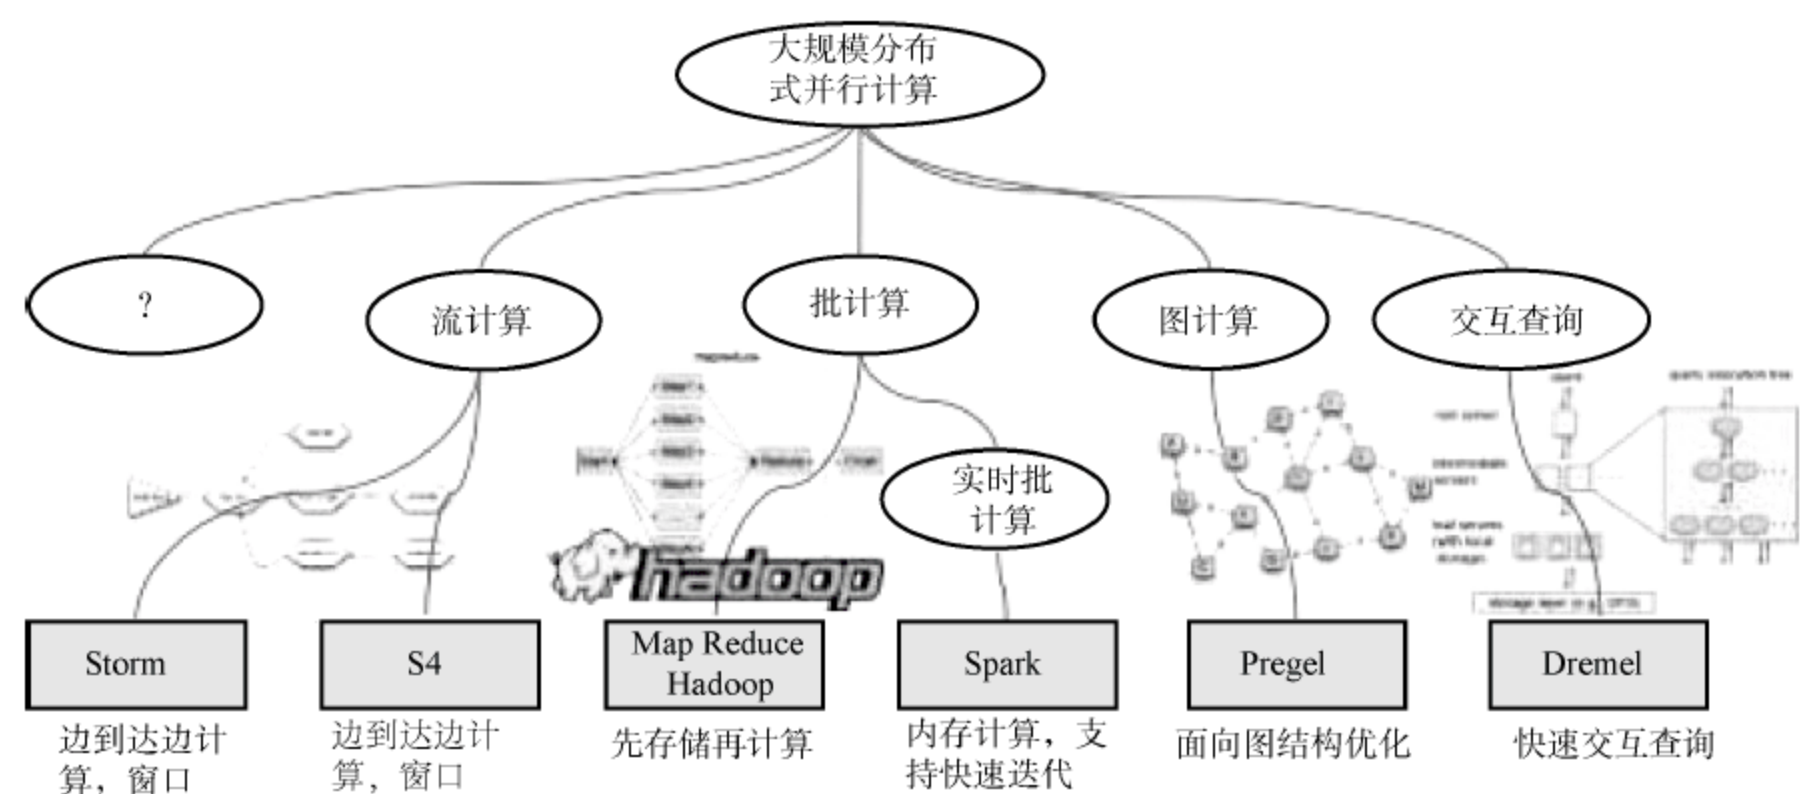 大规模分布
式并行计算
?
流计算
批计算
图计算
交互查询
实时批
计算
hadoop
Storm
S4
Map Reduce
Hadoop
Spark
Pregel
Dremel
边到达边计
算，窗口
边到达边计
算，窗口
先存储再计算
内存计算，支
持快速迭代
面向图结构优化
快速交互查询